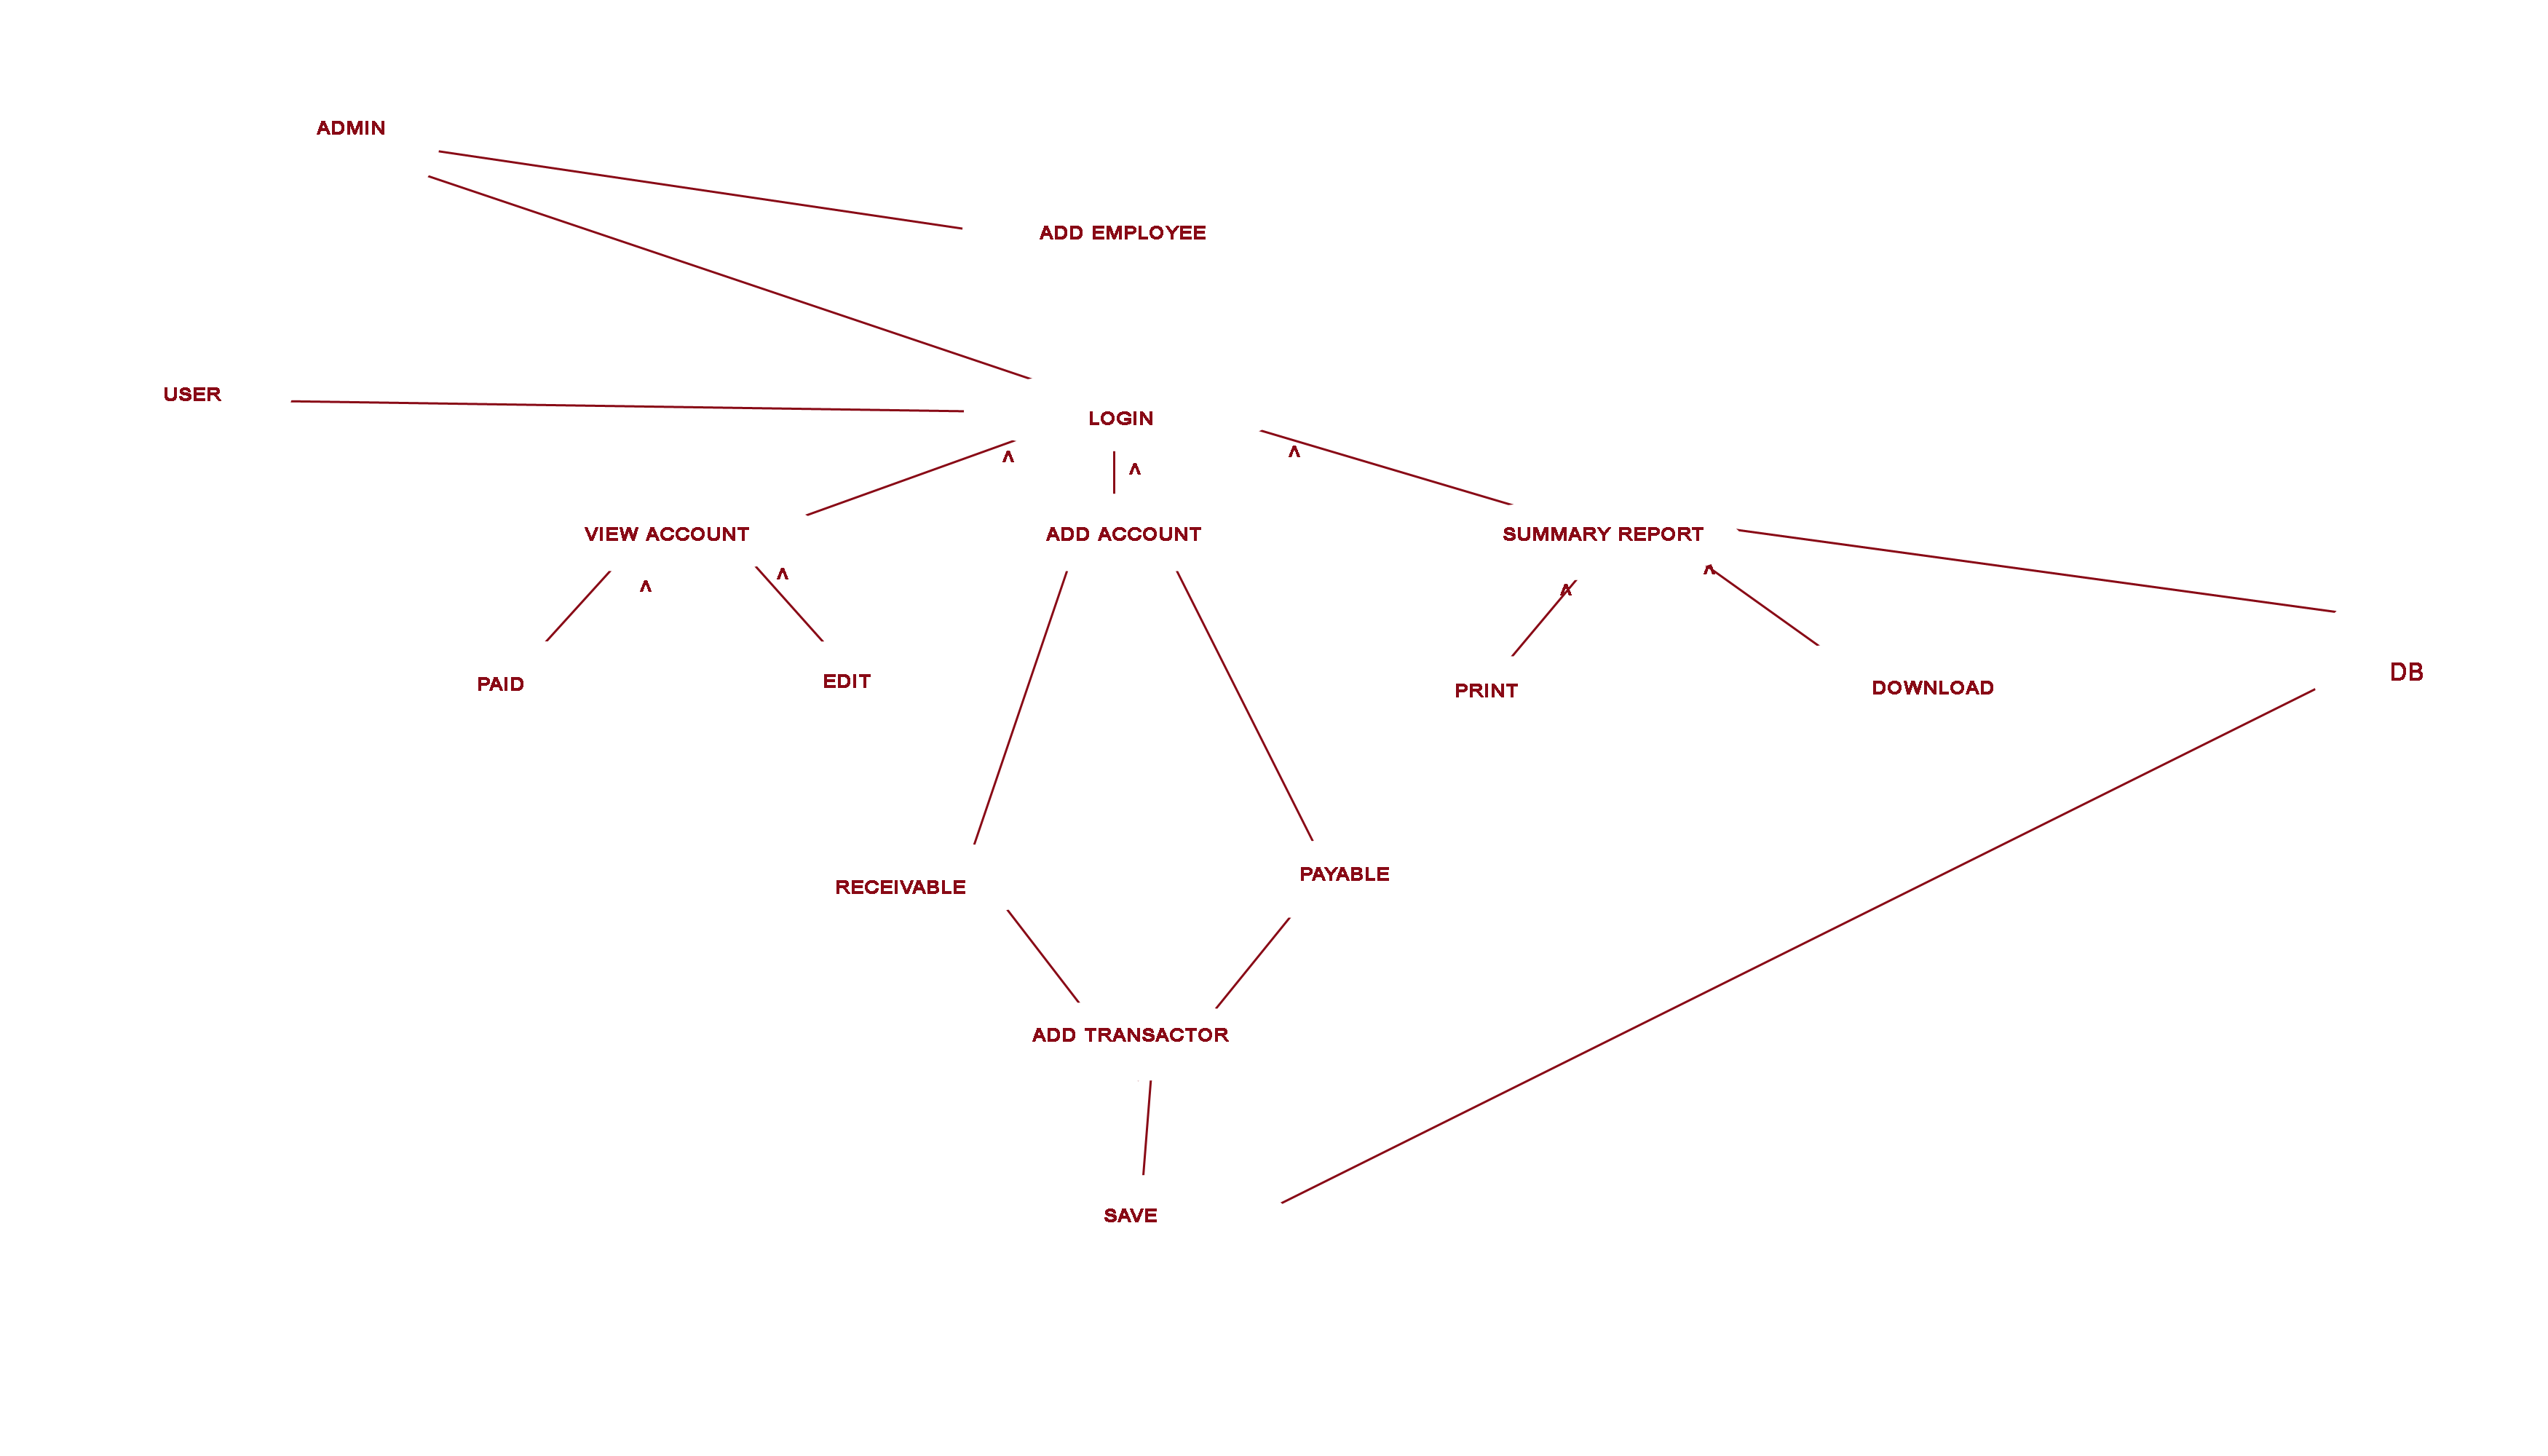 ADMIN
ADD EMPLOYEE
USER
LOGIN
VIEW ACCOUNT
ADD ACCOUNT
SUMMARY REPORT
PAID
EDIT
PRINT
DOWNLOAD
DB
RECEIVABLE
PAYABLE
ADD TRANSACTOR
SAVE